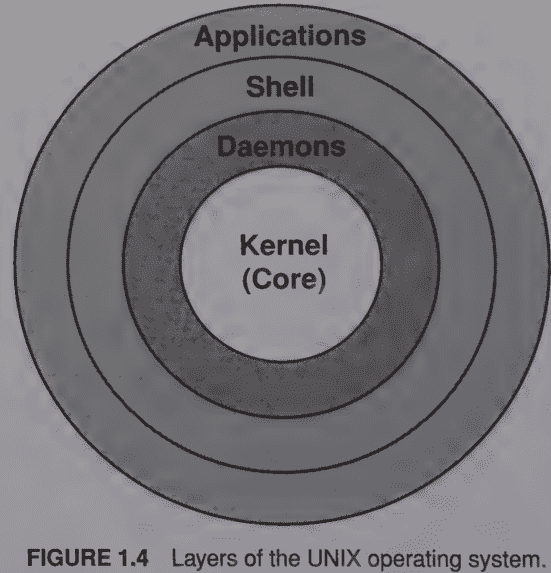 Applications
Shell
Daemons
Kernel
(Core)
FIGURE 1.4 Layers of the UNIX operating system.